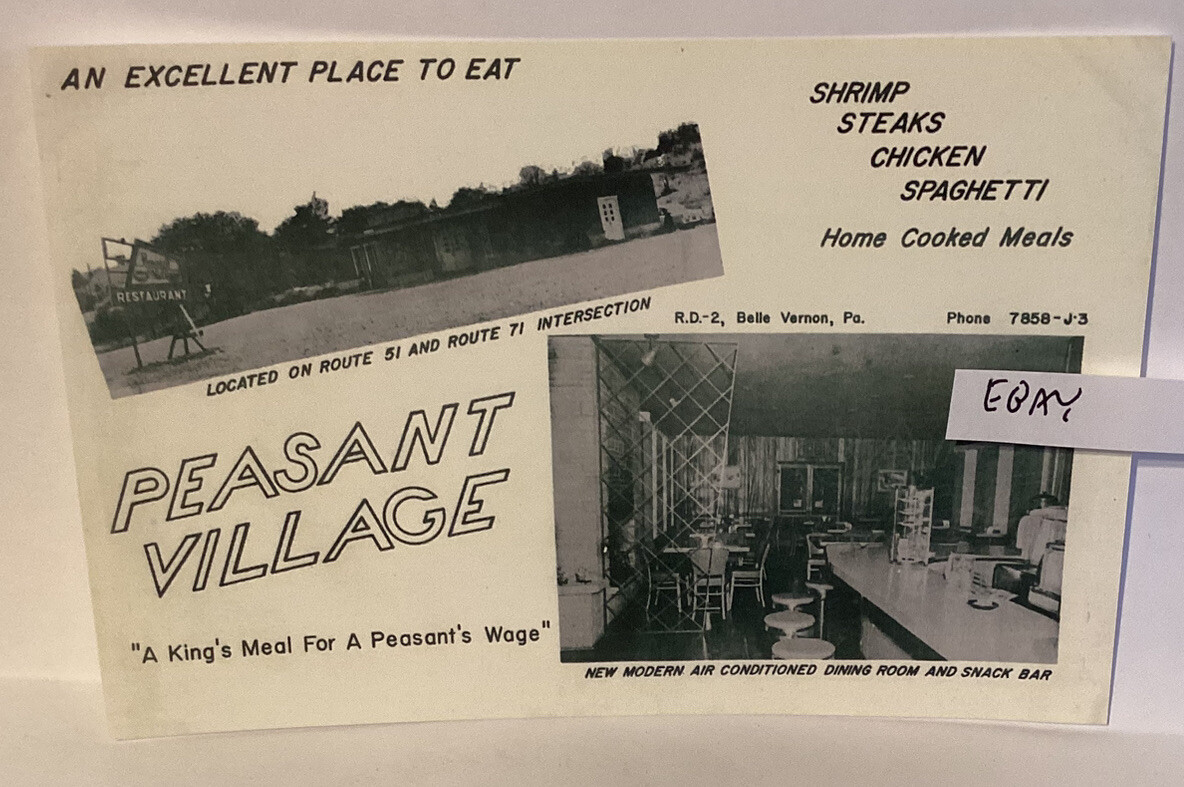 AN EXCELLENT PLACE TO EAT
SHRIMP
STEAKS
CHICKEN
SPAGHETTI
Home Cooked Meals
RESTAURANT
LOCATED ON ROUTE 51 AND ROUTE 71 INTERSECTION
R.D.-2, Belle Vernon, Pa.
Phone 7858-J-3
EBAY
PEASANT
VILLAGE
"A King's Meal For A Peasant's Wage"
NEW MODERN AIR CONDITIONED DINING ROOM AND SNACK BAR